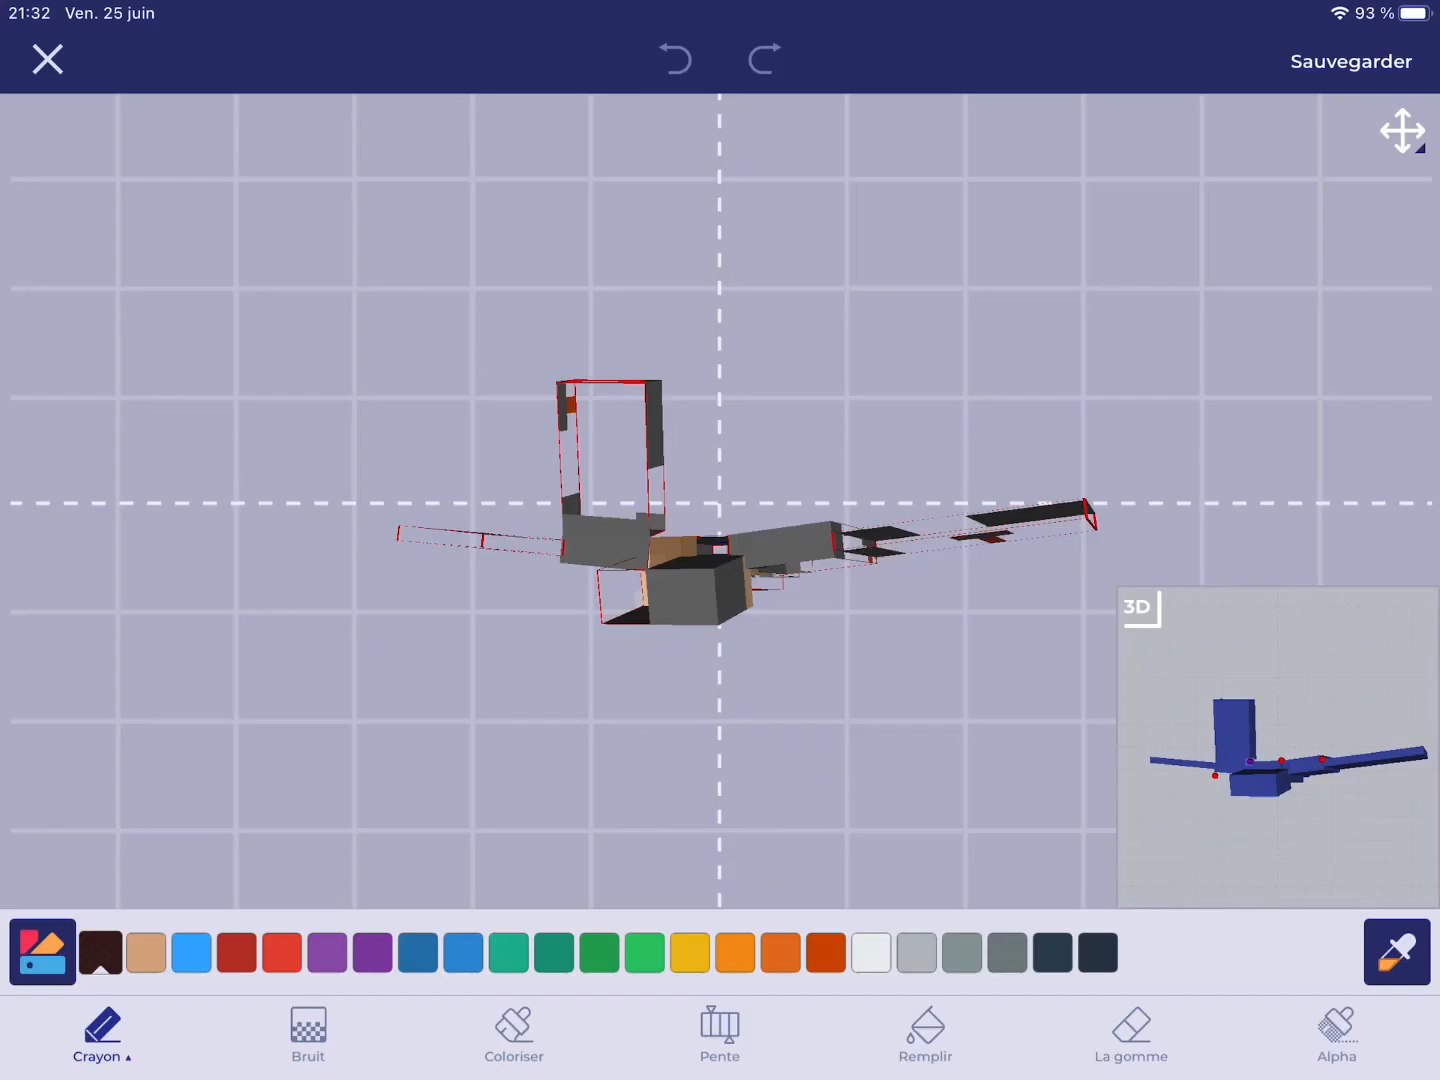 21:32 Ven. 25 juin 93 %
Sauvegarder
3D
Crayon ▲ Bruit Coloriser Pente Remplir La gomme Alpha